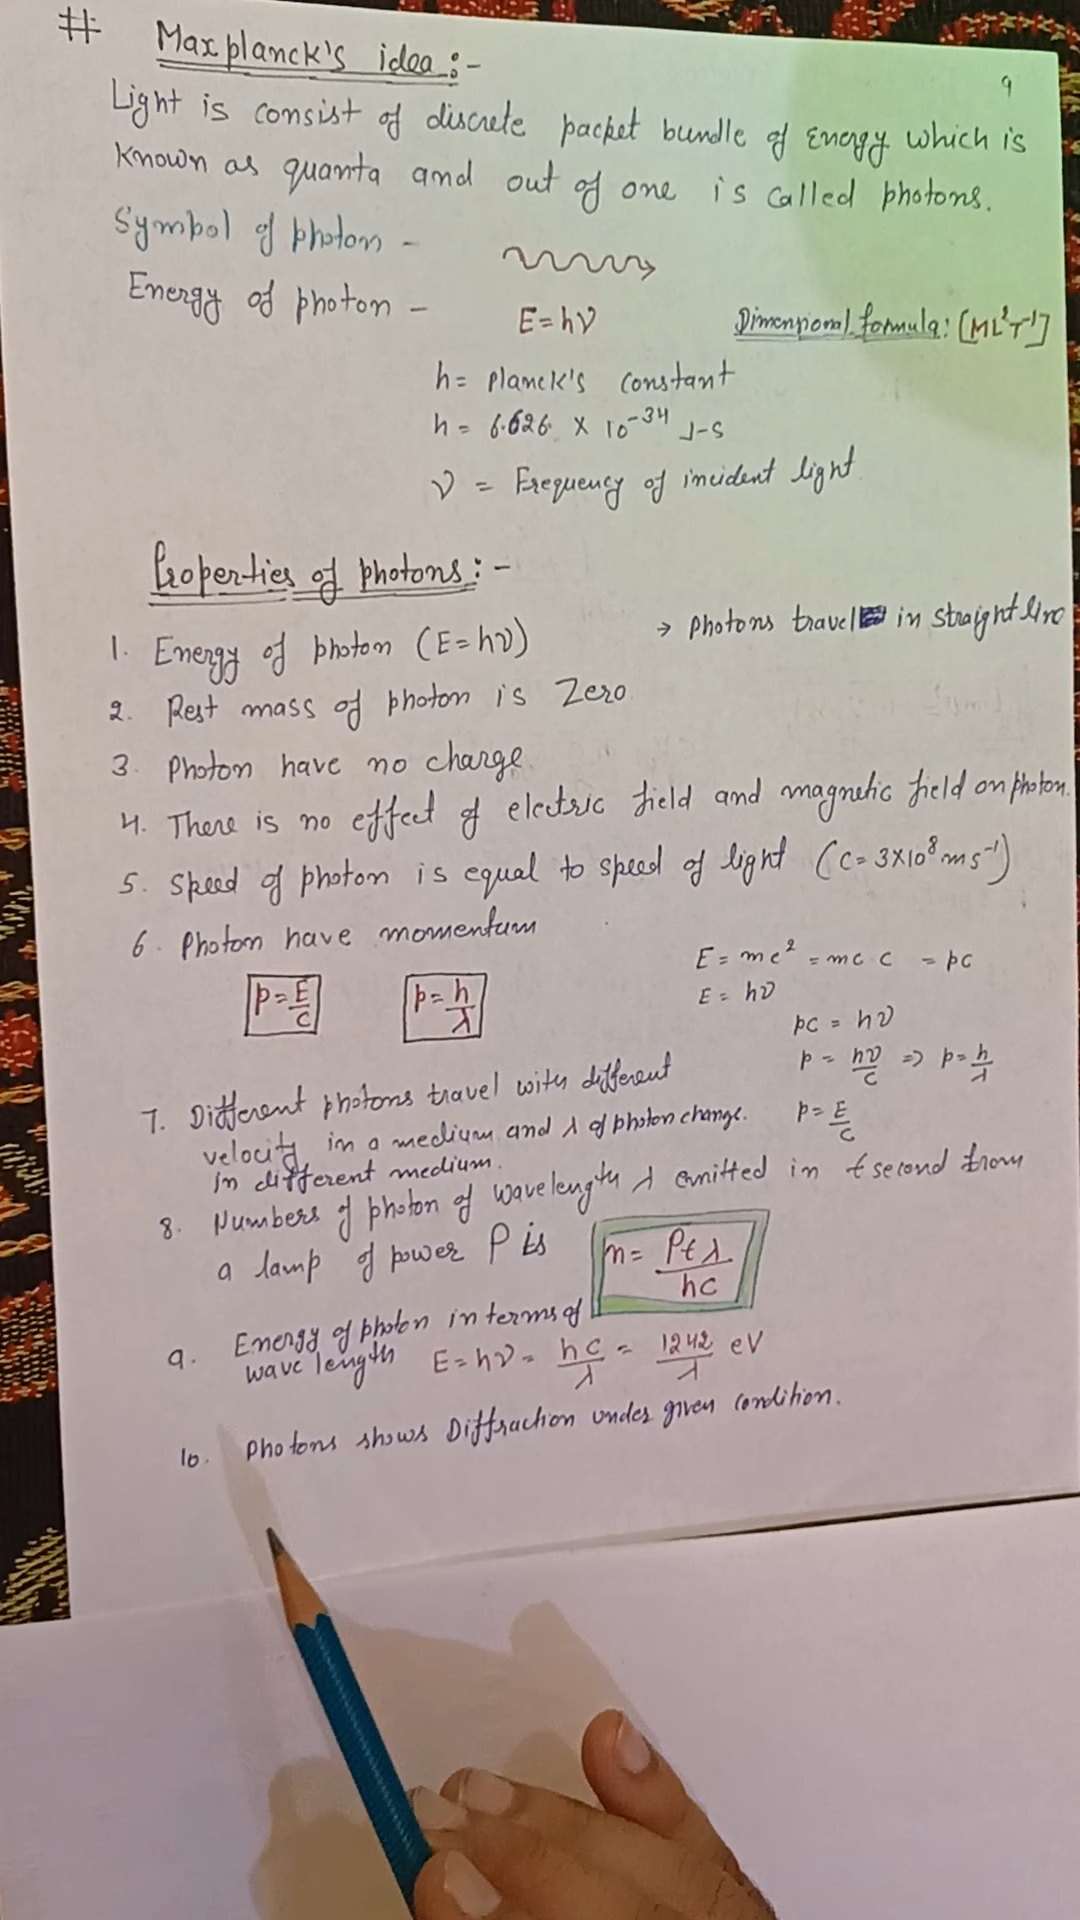 # Maxplanck's idea :-
9
Light is consist of discrete packet bundle of Energy which is
known as quanta and out of one is called photons.
Symbol of photon -
Energy of photon - E = hν Dimensional formula: [ML²T⁻¹]
h = planck's constant
h = 6.626 × 10⁻³⁴ J-S
ν = Frequency of incident light
Properties of photons :-
1. Energy of photon (E = hν) → photons travel in straight line
2. Rest mass of photon is Zero
3. Photon have no charge
4. There is no effect of electric field and magnetic field on photon.
5. speed of photon is equal to speed of light (c = 3×10⁸ ms⁻¹)
6. Photon have momentum
p = E/c p = h/λ
E = mc² = mc·c = pc
E = hν
pc = hν
p = hν/c ⇒ p = h/λ
p = E/c
7. Different photons travel with different
velocity in a medium and λ of photon change.
in different medium.
8. Numbers of photon of wavelength λ emitted in t second from
a lamp of power P is n = Ptλ/hc
9. Energy of photon in terms of
wave length E = hν = hc/λ = 1242/λ eV
10. photons shows Diffraction under given condition.